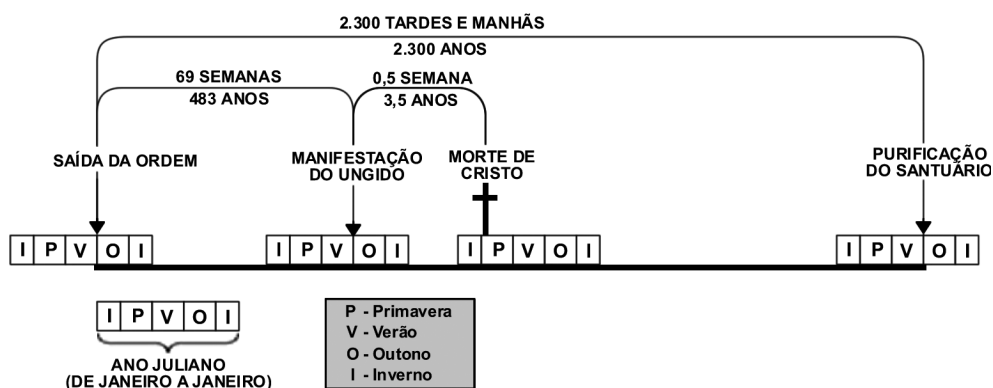 2.300 TARDES E MANHÃS
2.300 ANOS
69 SEMANAS
483 ANOS
0,5 SEMANA
3,5 ANOS
SAÍDA DA ORDEM
MANIFESTAÇÃO
DO UNGIDO
MORTE DE
CRISTO
PURIFICAÇÃO
DO SANTUÁRIO
I P V O I
I P V O I
I P V O I
I P V O I
I P V O I
ANO JULIANO
(DE JANEIRO A JANEIRO)
P - Primavera
V - Verão
O - Outono
I - Inverno